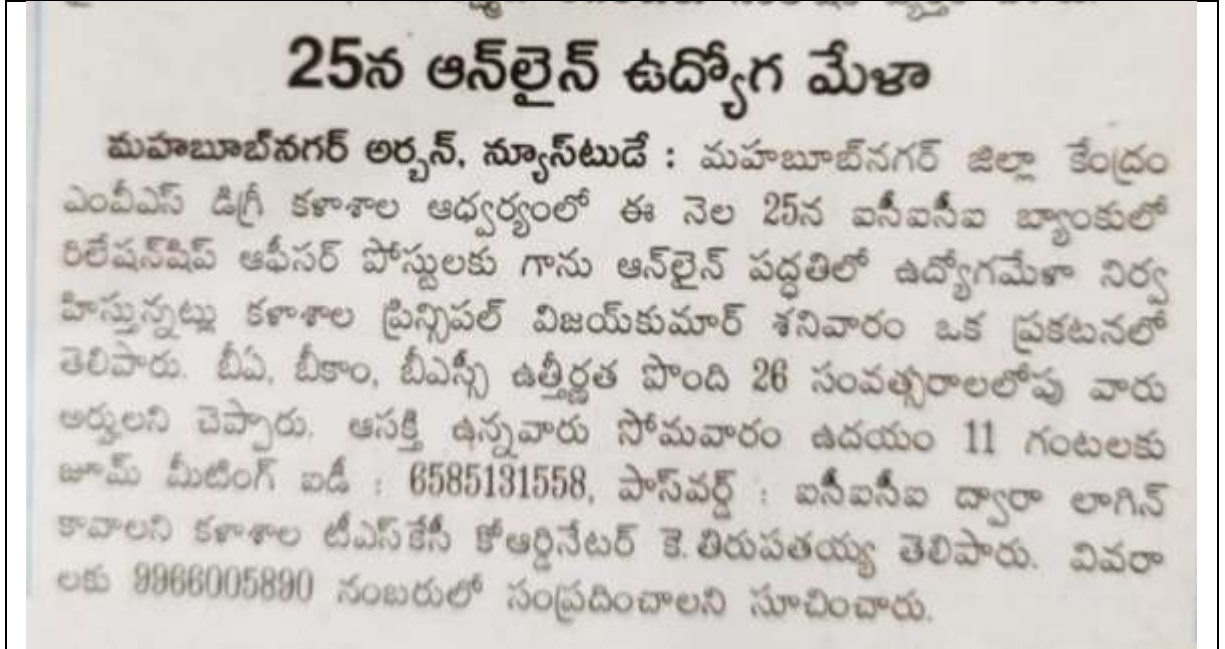 25న ఆన్‌లైన్ ఉద్యోగ మేళా
మహబూబ్‌నగర్ అర్బన్, న్యూస్‌టుడే : మహబూబ్‌నగర్ జిల్లా కేంద్రం
ఎంవీఎస్ డిగ్రీ కళాశాల ఆధ్వర్యంలో ఈ నెల 25న ఐసీఐసీఐ బ్యాంకులో
రిలేషన్‌షిప్ ఆఫీసర్ పోస్టులకు గాను ఆన్‌లైన్ పద్ధతిలో ఉద్యోగమేళా నిర్వ
హిస్తున్నట్లు కళాశాల ప్రిన్సిపల్ విజయ్‌కుమార్ శనివారం ఒక ప్రకటనలో
తెలిపారు. బీఏ, బీకాం, బీఎస్సీ ఉత్తీర్ణత పొంది 26 సంవత్సరాలలోపు వారు
అర్హులని చెప్పారు. ఆసక్తి ఉన్నవారు సోమవారం ఉదయం 11 గంటలకు
జూమ్ మీటింగ్ ఐడీ : 6585131558, పాస్‌వర్డ్ : ఐసీఐసీఐ ద్వారా లాగిన్
కావాలని కళాశాల టీఎస్‌కేసీ కోఆర్డినేటర్ కె.తిరుపతయ్య తెలిపారు. వివరా
లకు 9966005890 నంబరులో సంప్రదించాలని సూచించారు.